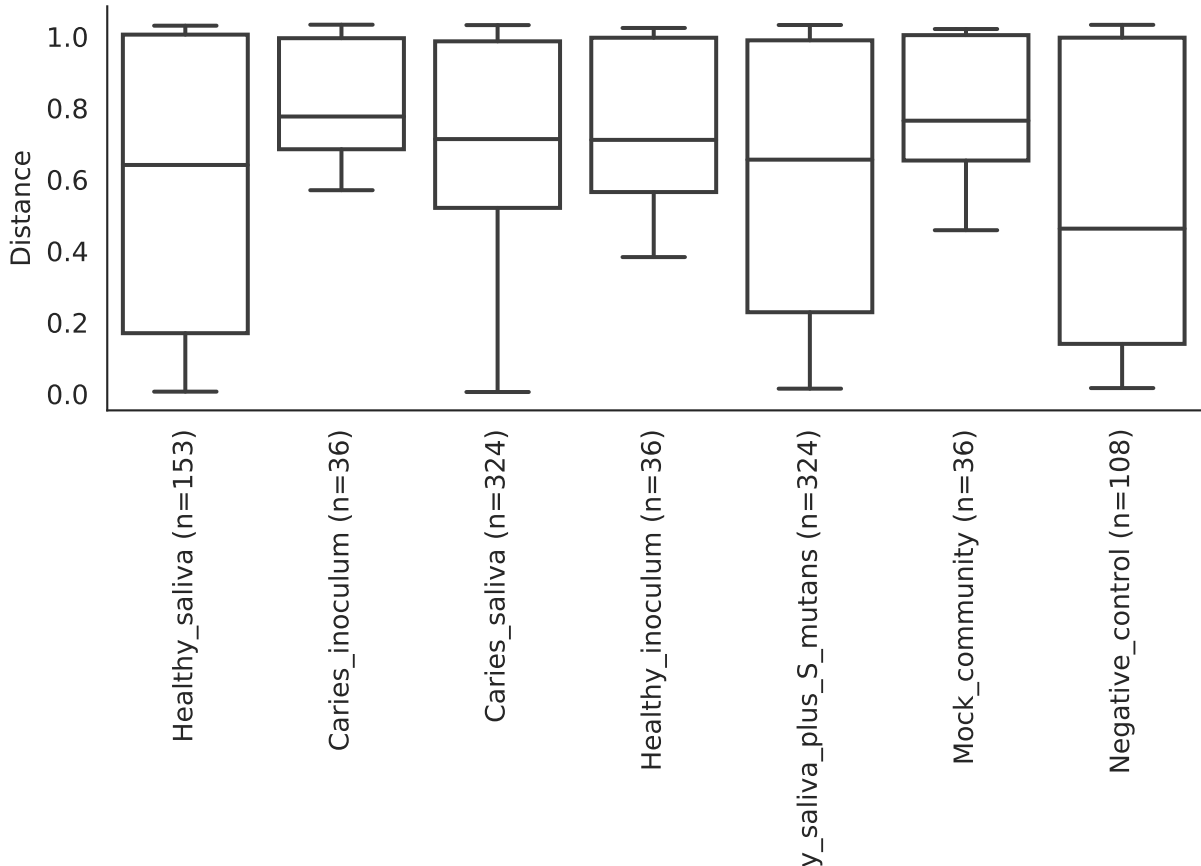 Distance
1.0
0.8
0.6
0.4
0.2
0.0
Healthy_saliva (n=153)
Caries_inoculum (n=36)
Caries_saliva (n=324)
Healthy_inoculum (n=36)
y_saliva_plus_S_mutans (n=324)
Mock_community (n=36)
Negative_control (n=108)